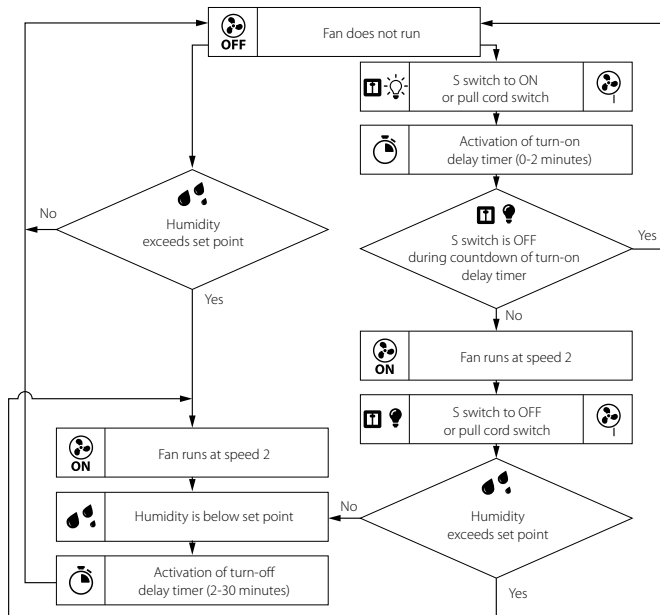 OFF
Fan does not run
S switch to ON
or pull cord switch
Activation of turn-on
delay timer (0-2 minutes)
No
Humidity
exceeds set point
Yes
S switch is OFF
during countdown of turn-on
delay timer
Yes
No
ON
Fan runs at speed 2
S switch to OFF
or pull cord switch
ON
Fan runs at speed 2
Humidity is below set point
No
Humidity
exceeds set point
Activation of turn-off
delay timer (2-30 minutes)
Yes